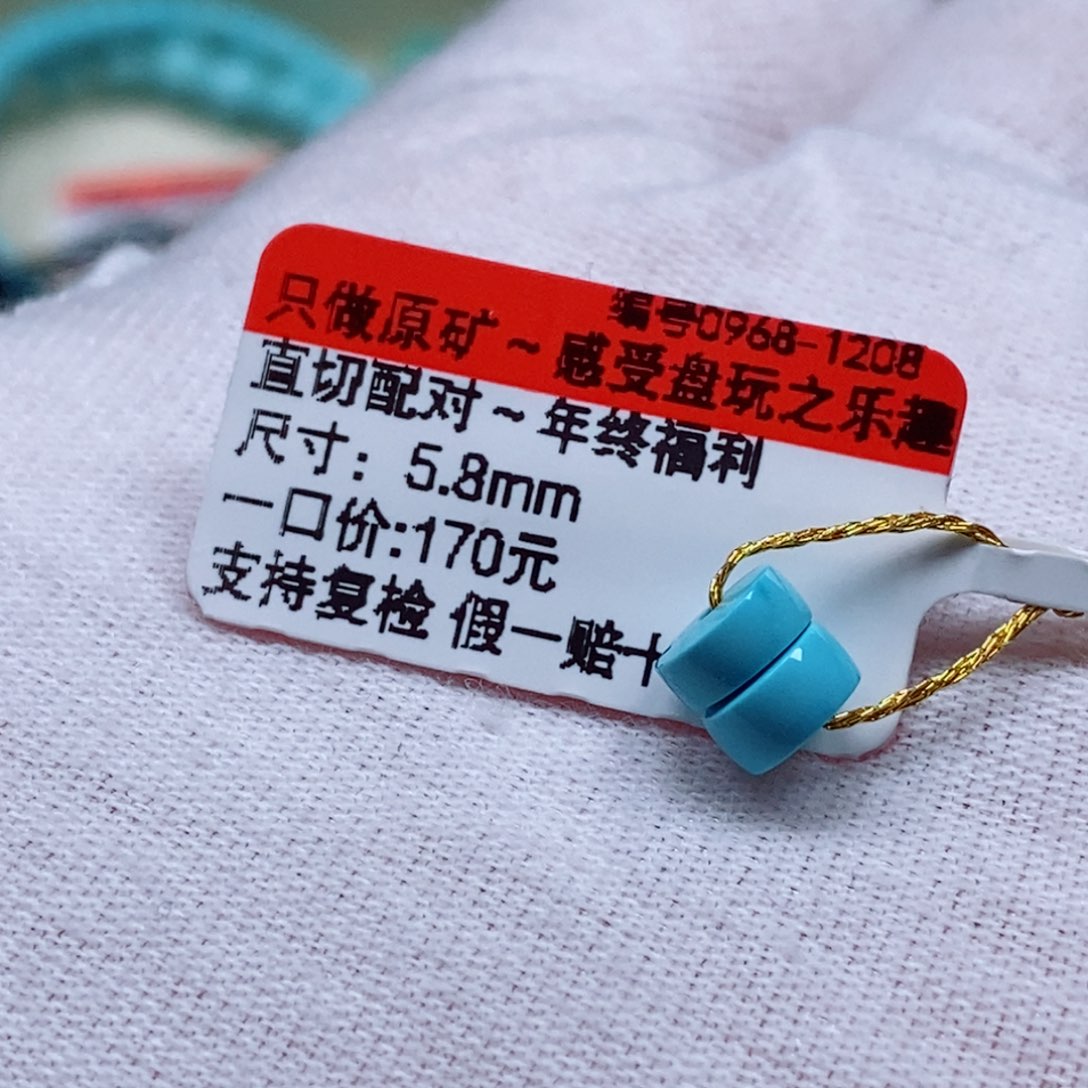 编号0968-1208
只做原矿~感受盘玩之乐趣
直切配对~年终福利
尺寸：5.8mm
一口价:170元
支持复检 假一赔十